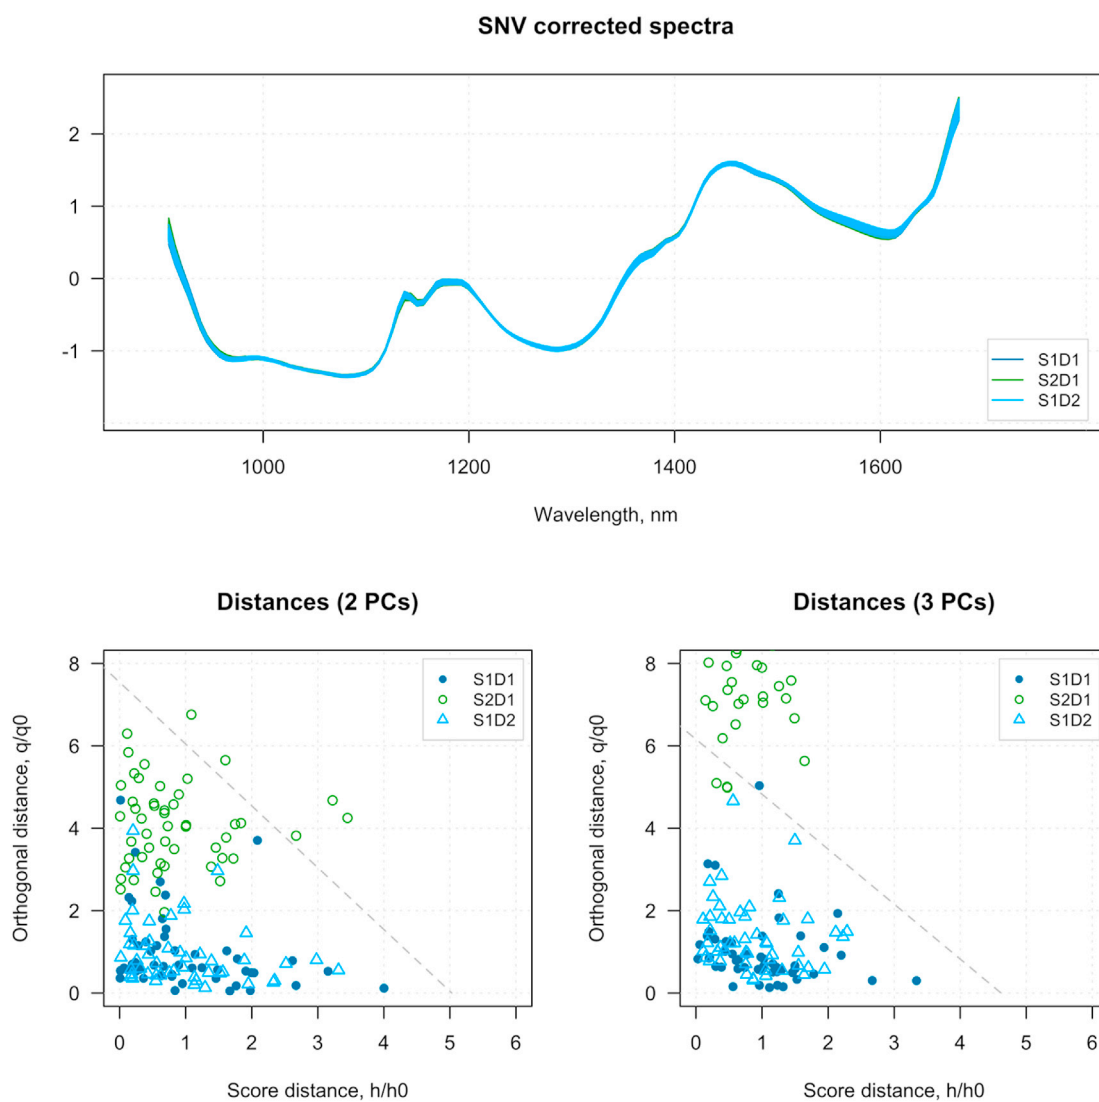 SNV corrected spectra
2
1
0
-1
S1D1
S2D1
S1D2
1000 1200 1400 1600
Wavelength, nm
Distances (2 PCs) Distances (3 PCs)
Orthogonal distance, q/q0
8
6
4
2
0
S1D1
S2D1
S1D2
0 1 2 3 4 5 6
Score distance, h/h0
Orthogonal distance, q/q0
8
6
4
2
0
S1D1
S2D1
S1D2
0 1 2 3 4 5 6
Score distance, h/h0